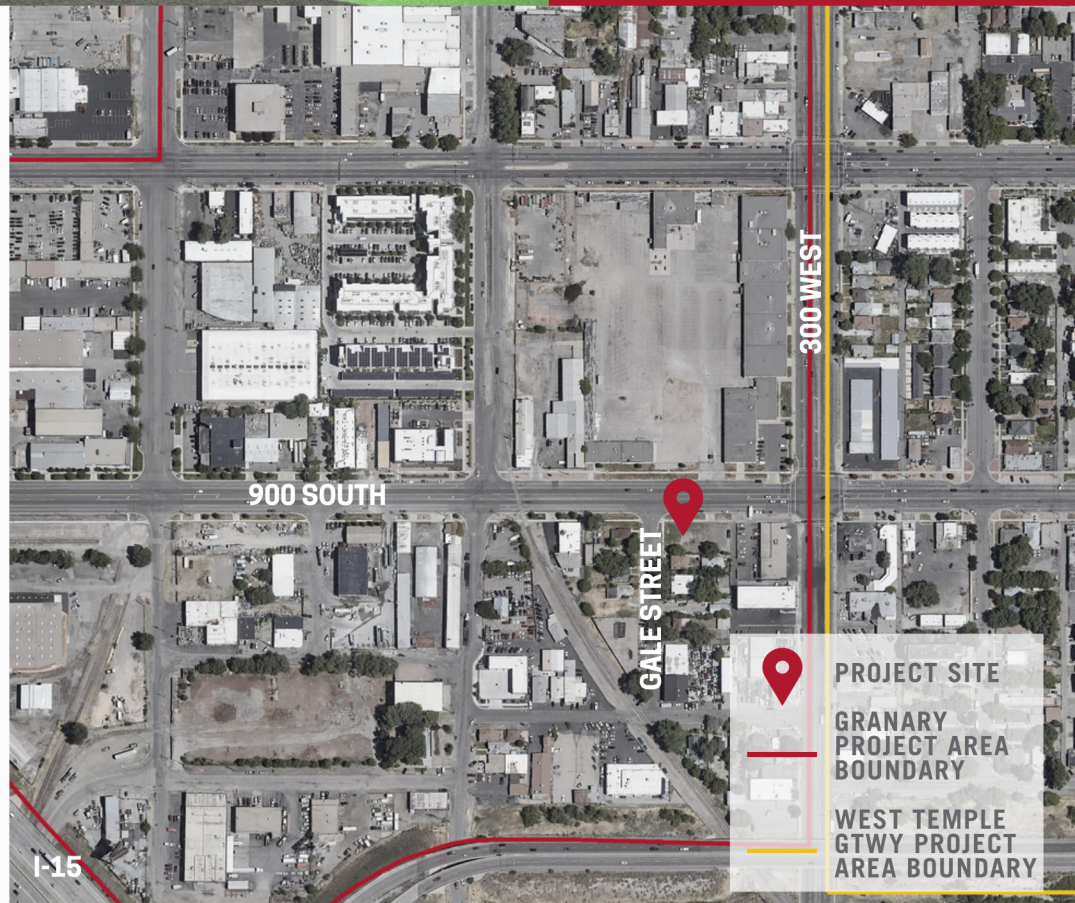 300 WEST
900 SOUTH
GALE STREET
I-15
PROJECT SITE
GRANARY
PROJECT AREA
BOUNDARY
WEST TEMPLE
GTWY PROJECT
AREA BOUNDARY